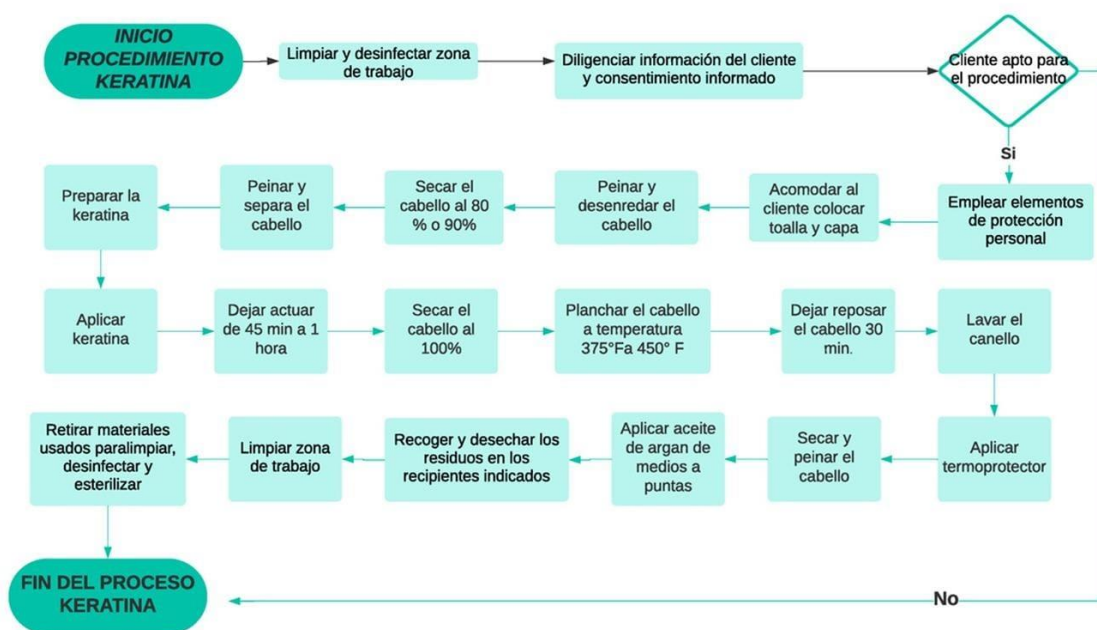 INICIO
PROCEDIMIENTO
KERATINA
Limpiar y desinfectar zona
de trabajo
Diligenciar información del cliente
y consentimiento informado
Cliente apto para
el procedimiento
Si
Emplear elementos
de protección
personal
Acomodar al
cliente colocar
toalla y capa
Peinar y
desenredar el
cabello
Secar el
cabello al 80
% o 90%
Peinar y
separa el
cabello
Preparar la
keratina
Aplicar
keratina
Dejar actuar
de 45 min a 1
hora
Secar el
cabello al
100%
Planchar el cabello
a temperatura
375°Fa 450° F
Dejar reposar
el cabello 30
min.
Lavar el
canello
Aplicar
termoprotector
Secar y
peinar el
cabello
Aplicar aceite
de argan de
medios a
puntas
Recoger y desechar los
residuos en los
recipientes indicados
Limpiar zona
de trabajo
Retirar materiales
usados paralimpiar,
desinfectar y
esterilizar
FIN DEL PROCESO
KERATINA
No